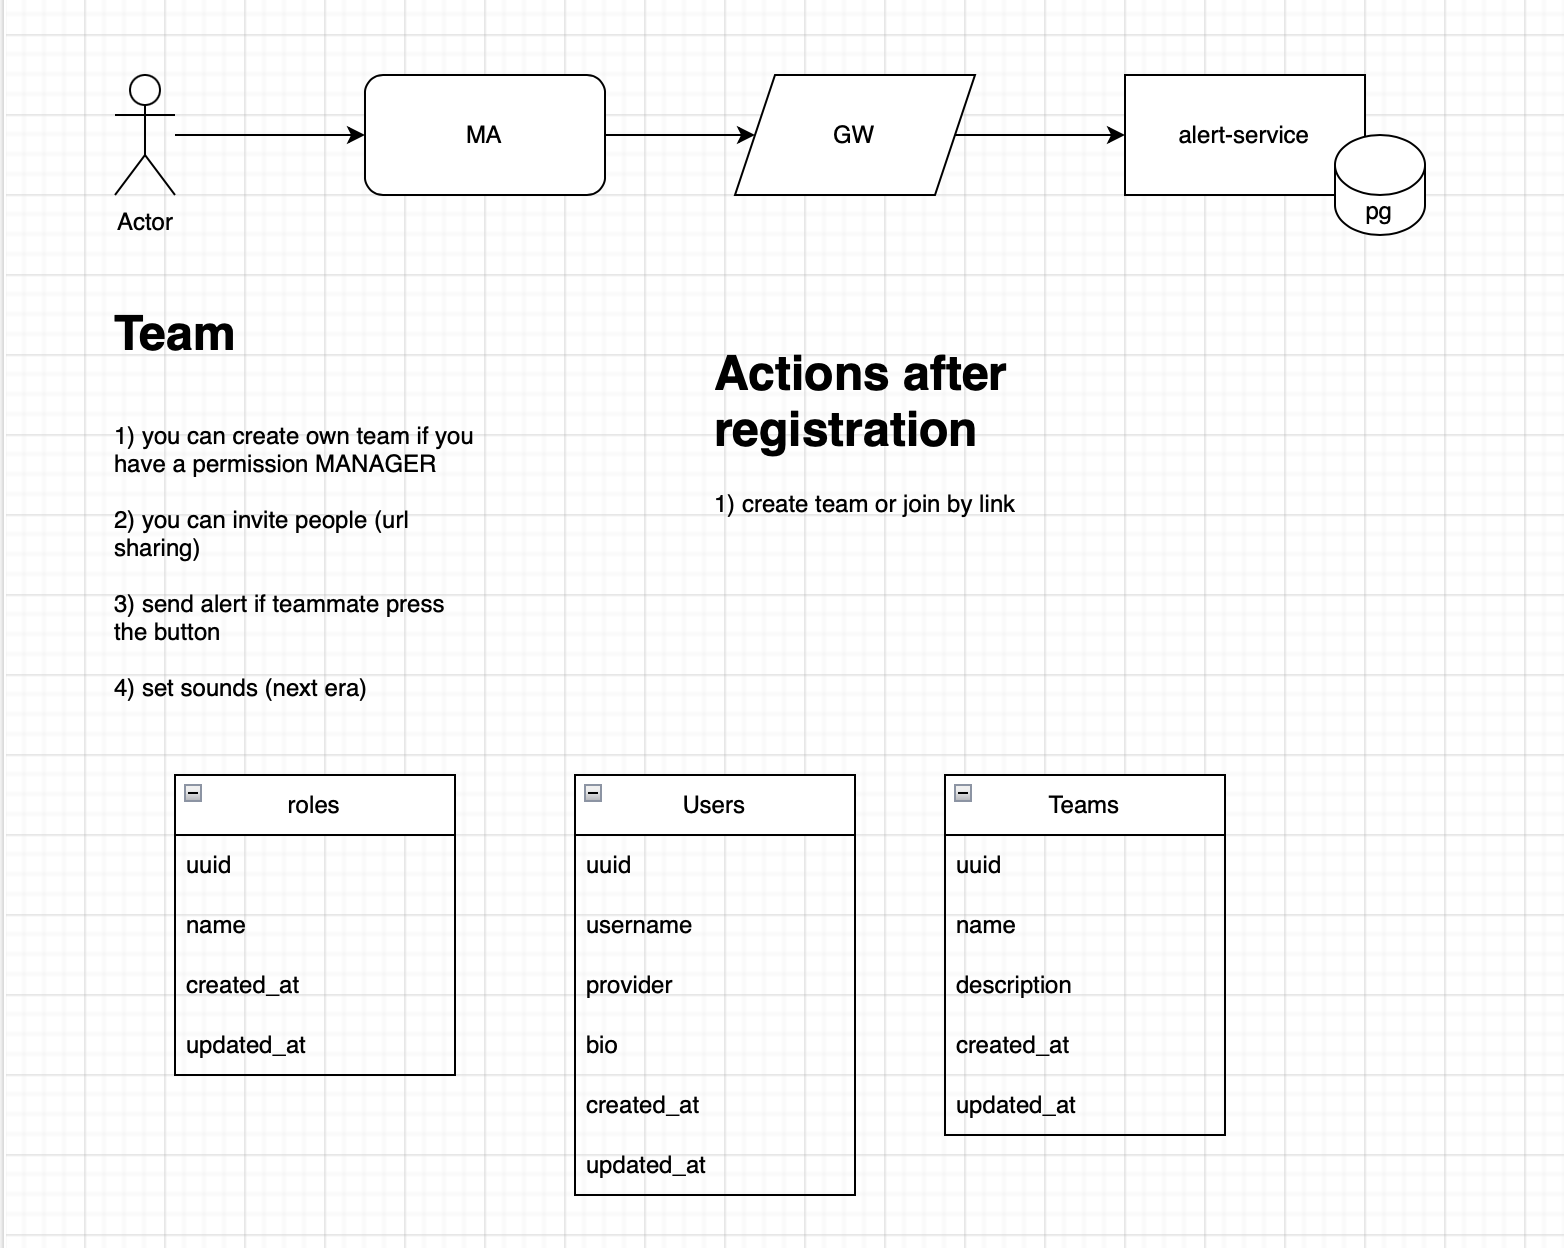 MA
GW
alert-service
pg
Actor
Team
1) you can create own team if you
have a permission MANAGER
2) you can invite people (url
sharing)
3) send alert if teammate press
the button
4) set sounds (next era)
Actions after
registration
1) create team or join by link
roles
uuid
name
created_at
updated_at
Users
uuid
username
provider
bio
created_at
updated_at
Teams
uuid
name
description
created_at
updated_at